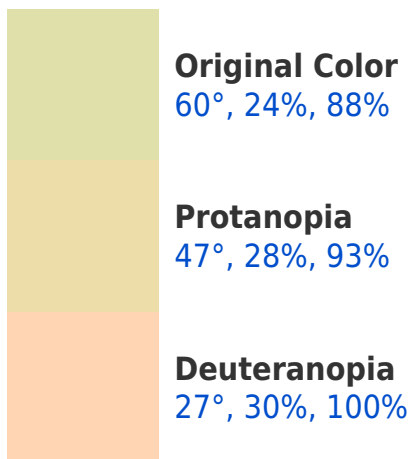 Original Color
60°, 24%, 88%
Protanopia
47°, 28%, 93%
Deuteranopia
27°, 30%, 100%